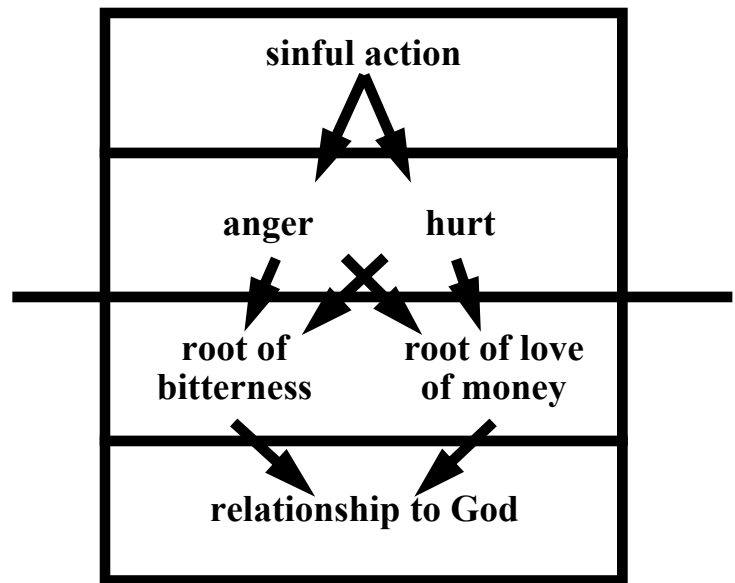 sinful action
anger hurt
root of root of love
bitterness of money
relationship to God